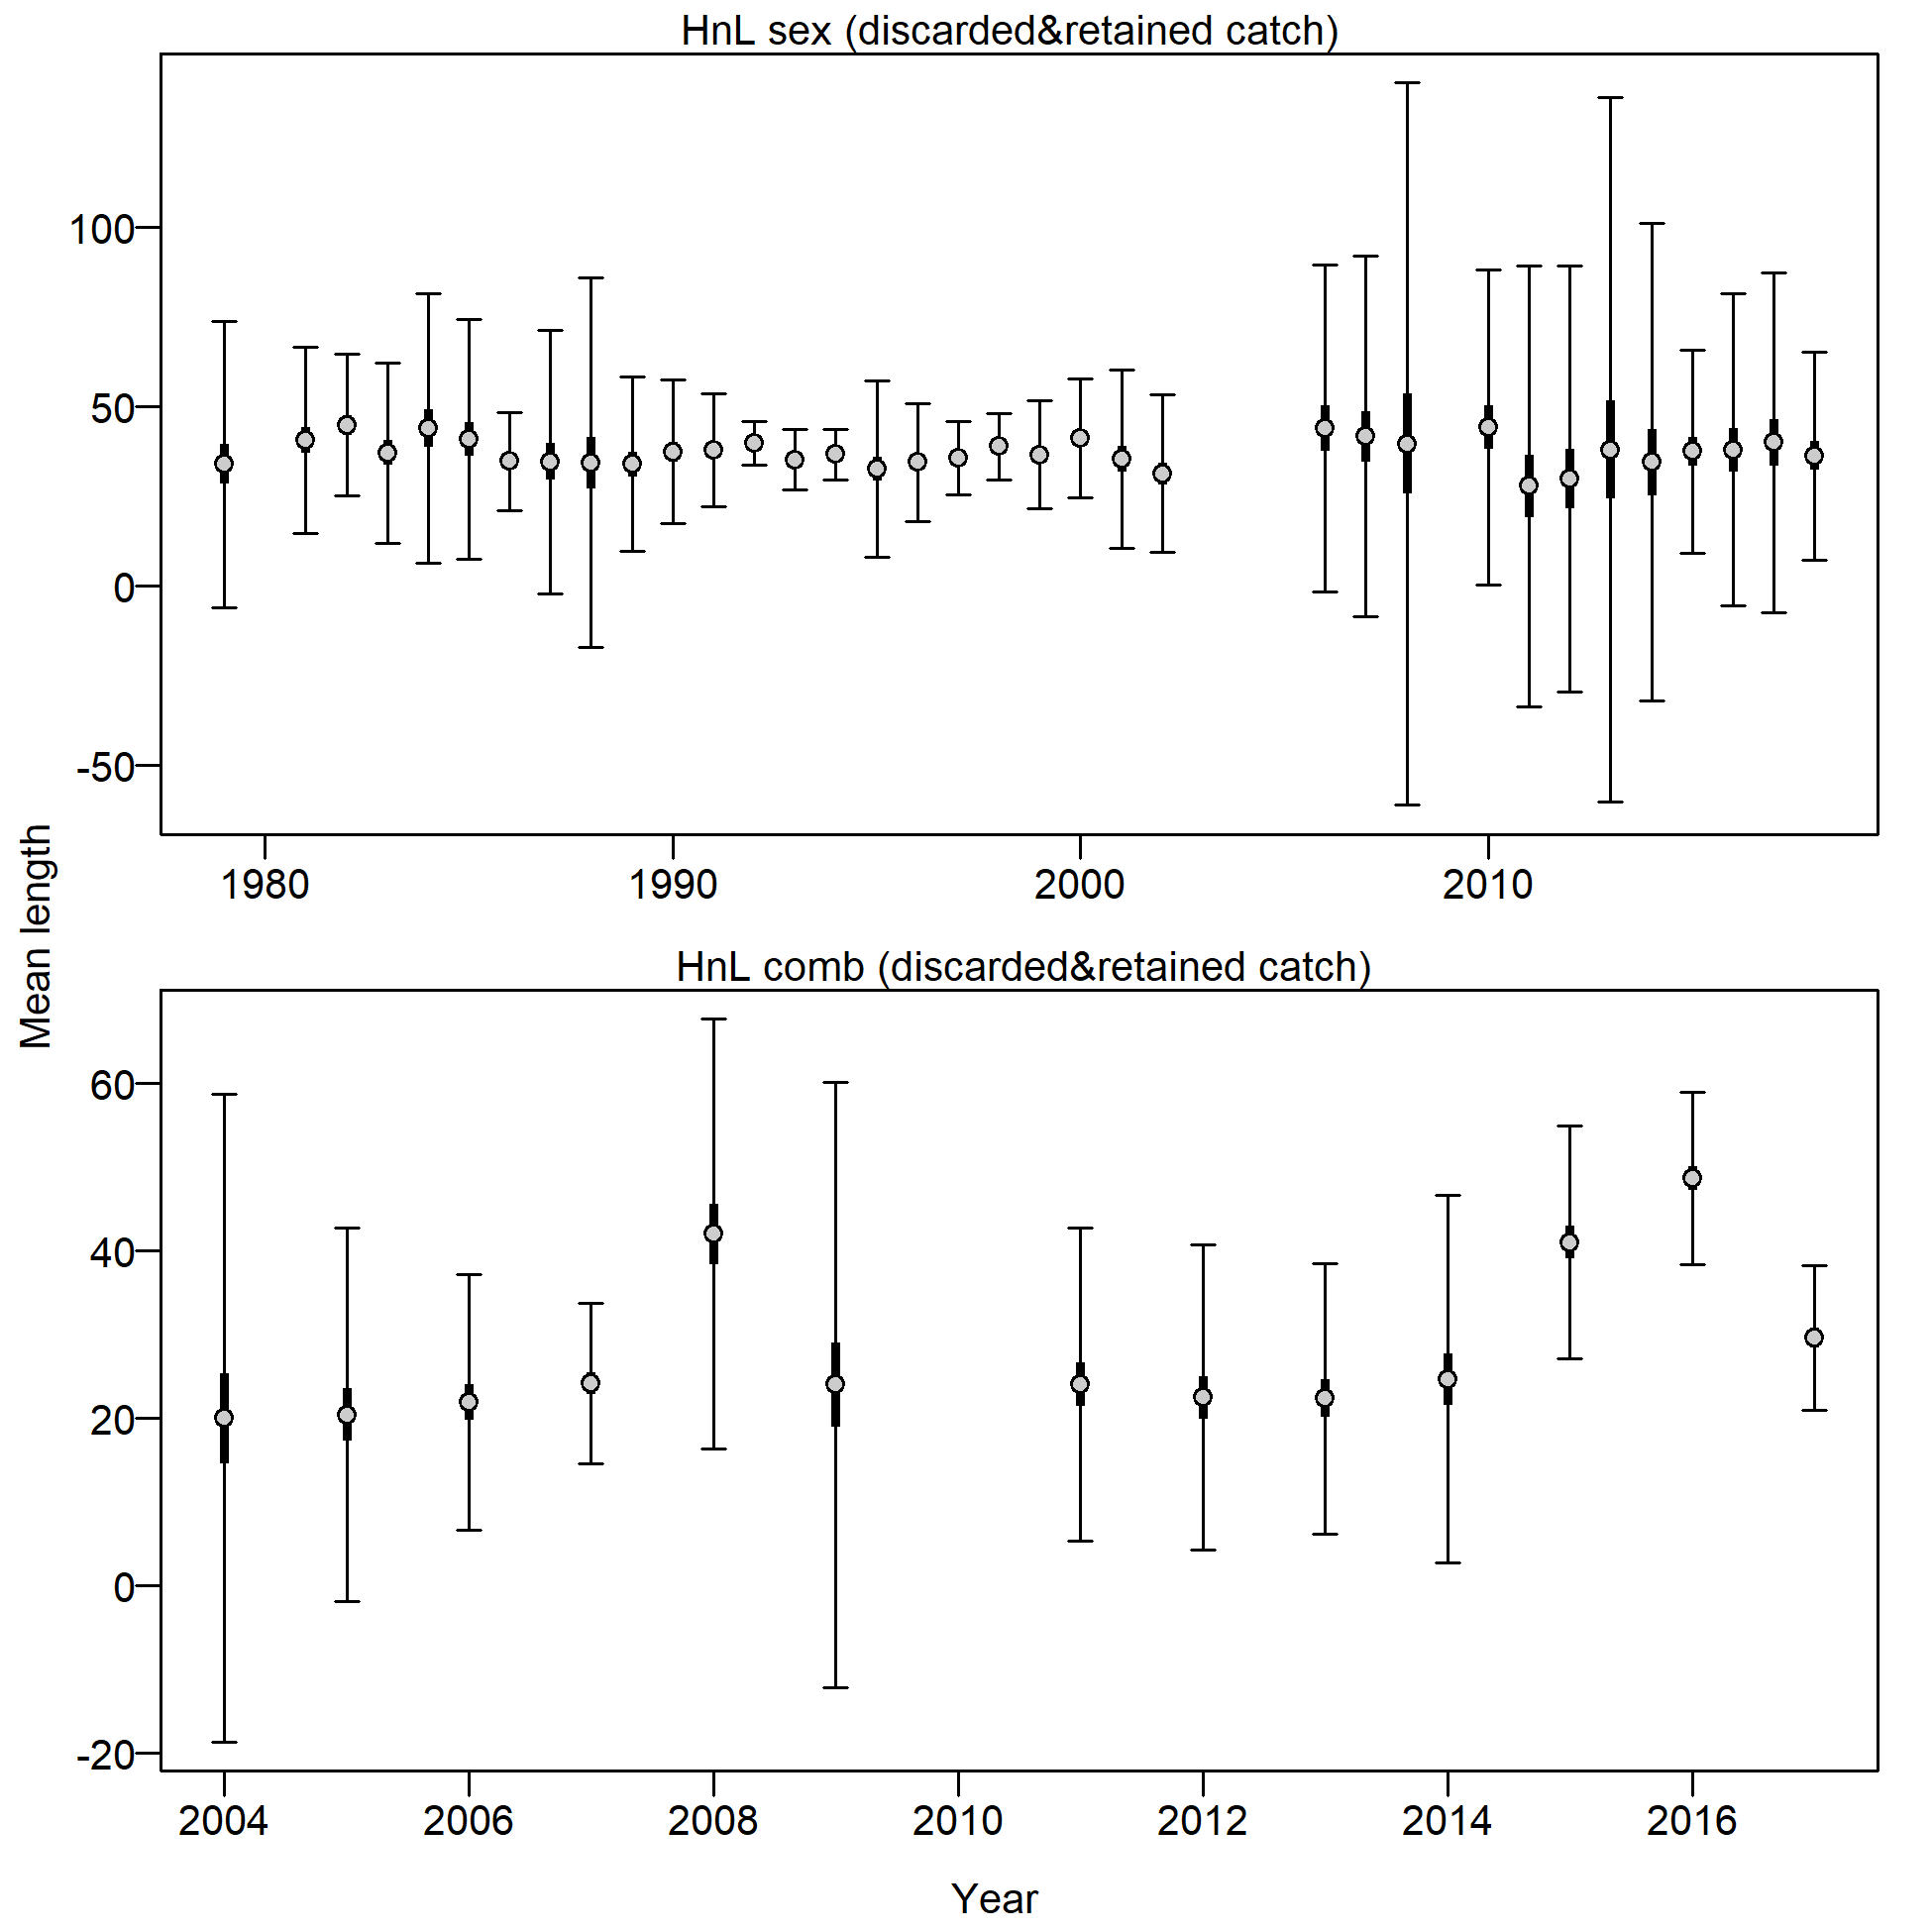 HnL sex (discarded&retained catch)
100
50
0
-50
1980 1990 2000 2010
Mean length
HnL comb (discarded&retained catch)
60
40
20
0
-20
2004 2006 2008 2010 2012 2014 2016
Year